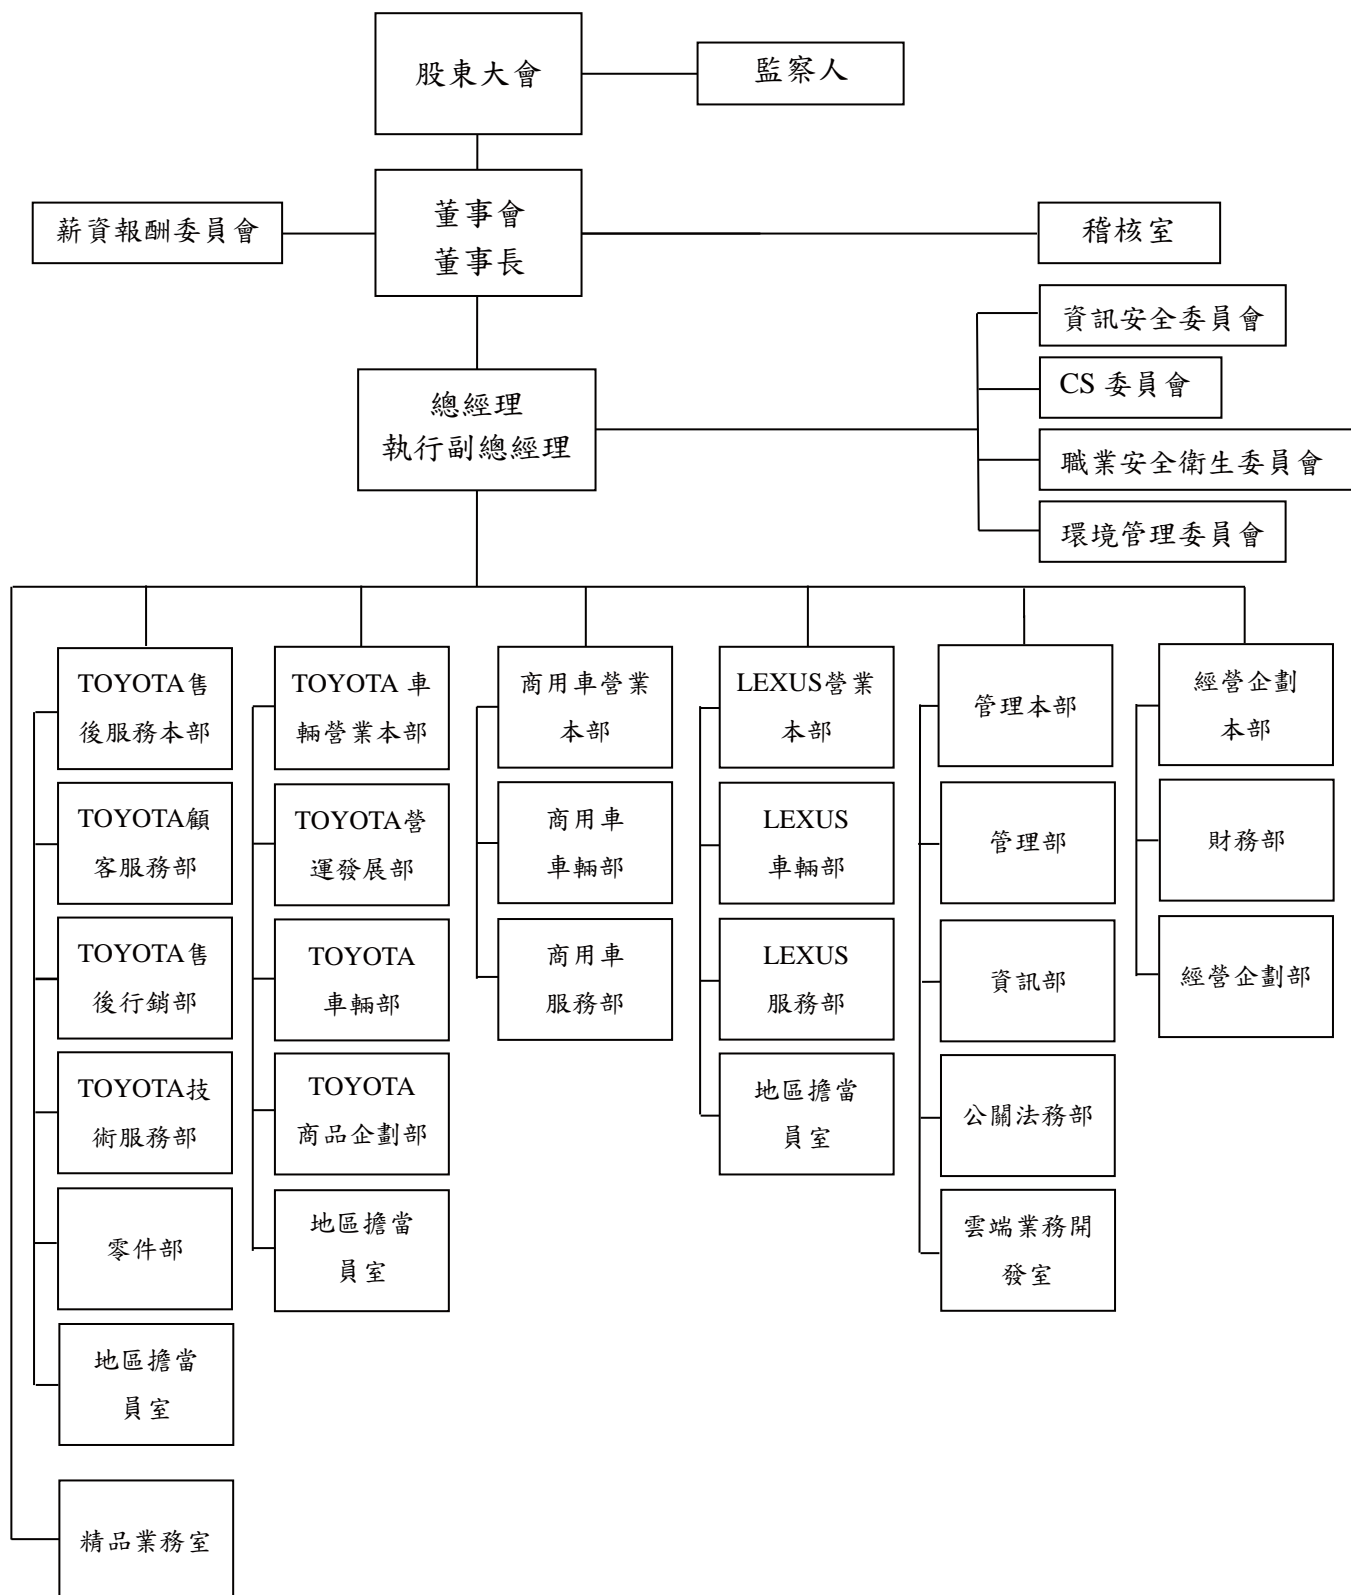 股東大會
監察人
董事會
董事長
薪資報酬委員會
稽核室
資訊安全委員會
CS 委員會
職業安全衛生委員會
環境管理委員會
總經理
執行副總經理
TOYOTA售
後服務本部
TOYOTA顧
客服務部
TOYOTA售
後行銷部
TOYOTA技
術服務部
零件部
地區擔當
員室
TOYOTA 車
輛營業本部
TOYOTA營
運發展部
TOYOTA
車輛部
TOYOTA
商品企劃部
地區擔當
員室
商用車營業
本部
商用車
車輛部
商用車
服務部
LEXUS營業
本部
LEXUS
車輛部
LEXUS
服務部
地區擔當
員室
管理本部
管理部
資訊部
公關法務部
雲端業務開
發室
經營企劃
本部
財務部
經營企劃部
精品業務室